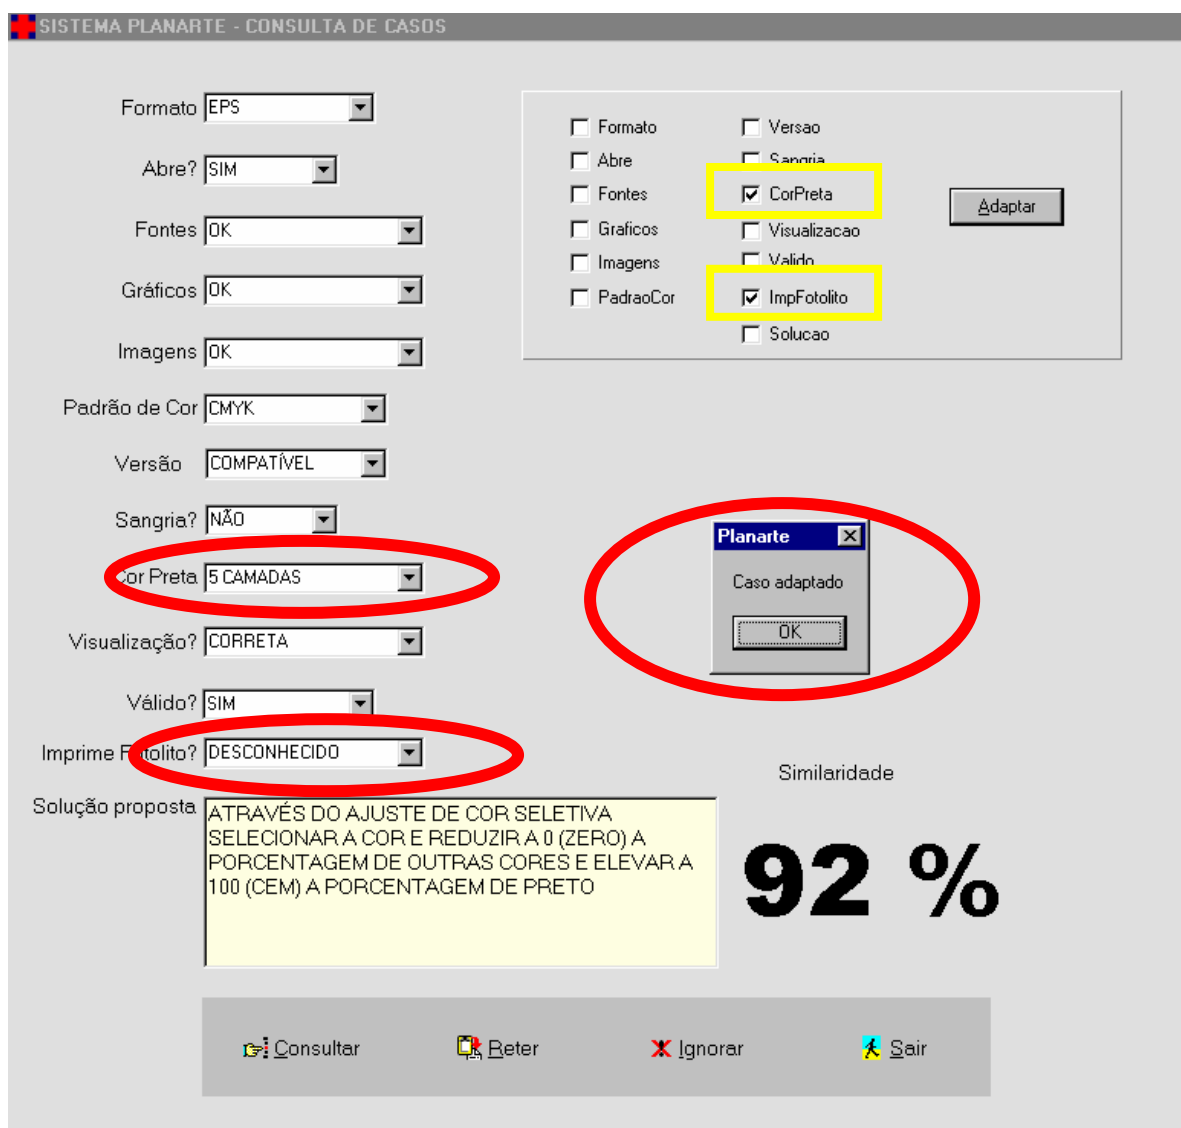 SISTEMA PLANARTE - CONSULTA DE CASOS
Formato EPS
Abre? SIM
Fontes OK
Gráficos OK
Imagens OK
Padrão de Cor CMYK
Versão COMPATÍVEL
Sangria? NÃO
Cor Preta 5 CAMADAS
Visualização? CORRETA
Válido? SIM
Imprime Fotolito? DESCONHECIDO
Solução proposta
ATRAVÉS DO AJUSTE DE COR SELETIVA
SELECIONAR A COR E REDUZIR A 0 (ZERO) A
PORCENTAGEM DE OUTRAS CORES E ELEVAR A
100 (CEM) A PORCENTAGEM DE PRETO
Formato
Abre
Fontes
Graficos
Imagens
PadraoCor
Versao
Sangria
CorPreta
Visualizacao
Valido
ImpFotolito
Solucao
Adaptar
Planarte
Caso adaptado
OK
Similaridade
92 %
Consultar
Reter
Ignorar
Sair